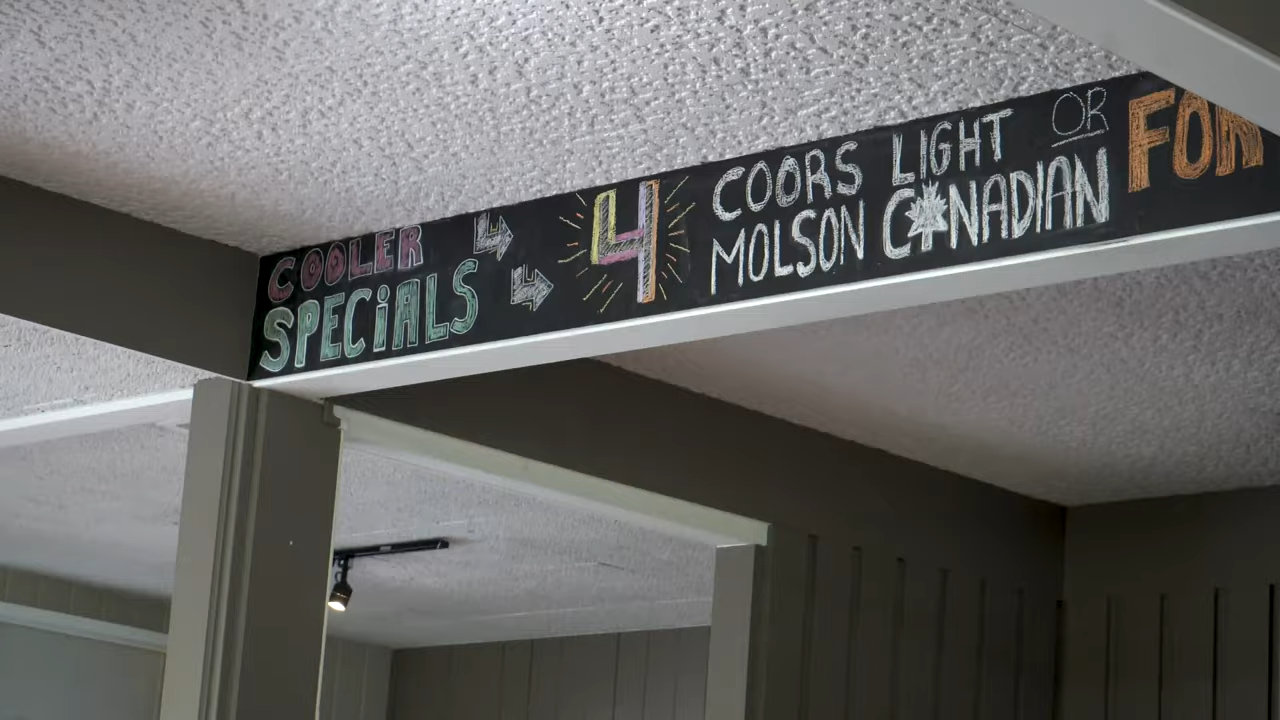 COOLER
SPECiALS
4
COORS LIGHT OR
MOLSON CANADIAN
FOR